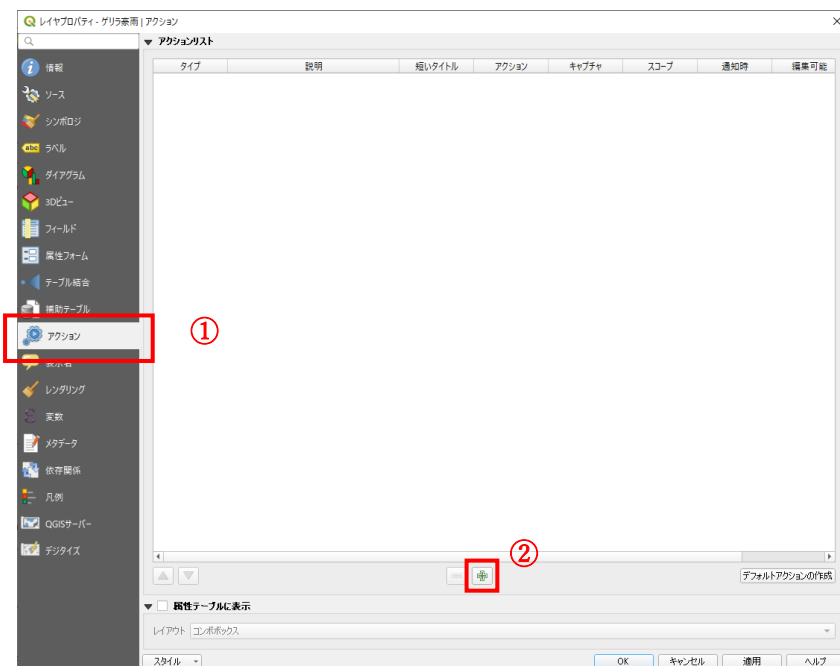 レイヤプロパティ - ゲリラ豪雨 | アクション
アクションリスト
タイプ 説明 短いタイトル アクション キャプチャ スコープ 通知時 編集可能
情報
ソース
シンボロジ
abc ラベル
ダイアグラム
3Dビュー
フィールド
属性フォーム
テーブル結合
補助テーブル
アクション
①
表示名
レンダリング
変数
メタデータ
依存関係
凡例
QGISサーバー
デジタイズ
②
デフォルトアクションの作成
属性テーブルに表示
レイアウト コンボボックス
スタイル OK キャンセル 適用 ヘルプ